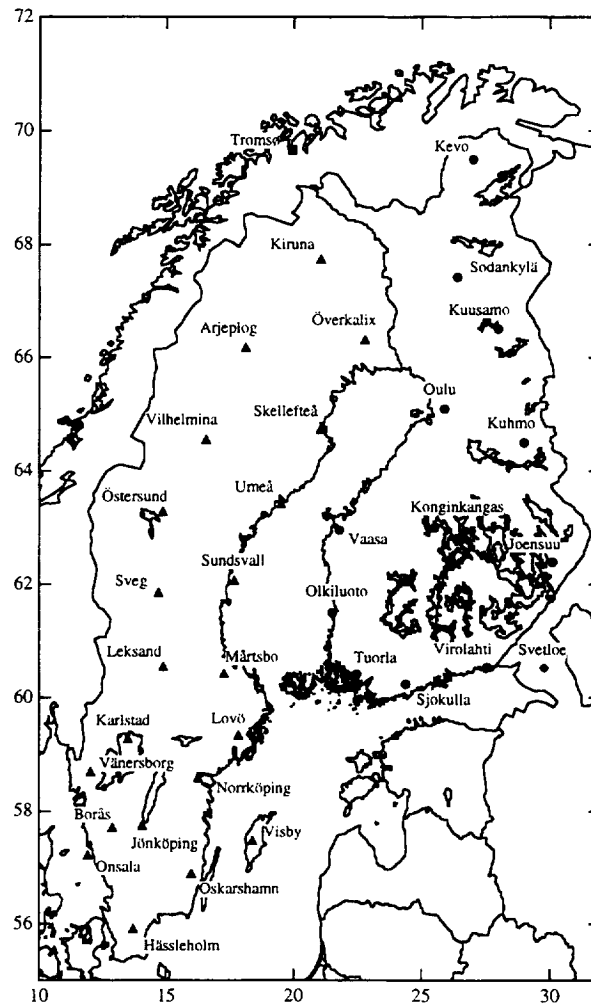 72
70
Tromsø
Kevo
68
Kiruna
Sodankylä
Kuusamo
Överkalix
Arjeplog
66
Oulu
Skellefteå
Vilhelmina
Kuhmo
64
Umeå
Östersund
Konginkangas
Vaasa
Joensuu
Sundsvall
62
Sveg
Olkiluoto
Leksand
Mårtsbo
Tuorla
Virolahti
Svetloe
60
Sjokulla
Karlstad
Lovö
Vänersborg
Norrköping
58
Borås
Jönköping
Visby
Onsala
Oskarshamn
56
Hässleholm
10
15
20
25
30